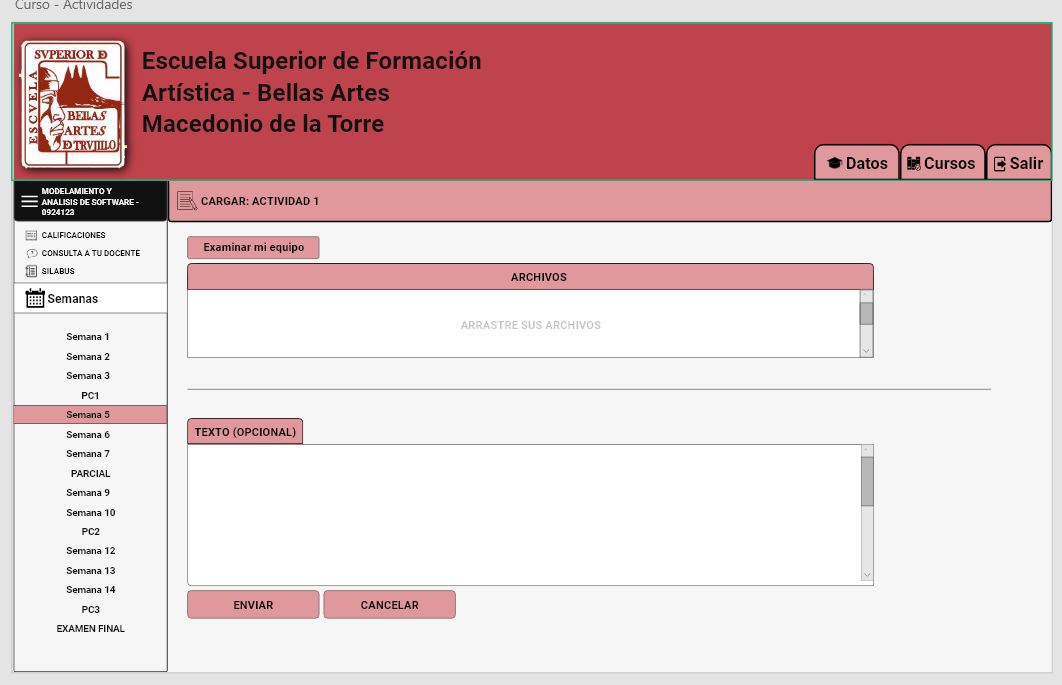 Curso - Actividades
SVPERIOR D
ESCVELA
BELLAS
ARTES
D TRVJILLO
Escuela Superior de Formación
Artística - Bellas Artes
Macedonio de la Torre
Datos
Cursos
Salir
MODELAMIENTO Y
ANALISIS DE SOFTWARE -
0924123
CARGAR: ACTIVIDAD 1
CALIFICACIONES
CONSULTA A TU DOCENTE
SILABUS
Semanas
Semana 1
Semana 2
Semana 3
PC1
Semana 5
Semana 6
Semana 7
PARCIAL
Semana 9
Semana 10
PC2
Semana 12
Semana 13
Semana 14
PC3
EXAMEN FINAL
Examinar mi equipo
ARCHIVOS
ARRASTRE SUS ARCHIVOS
TEXTO (OPCIONAL)
ENVIAR
CANCELAR